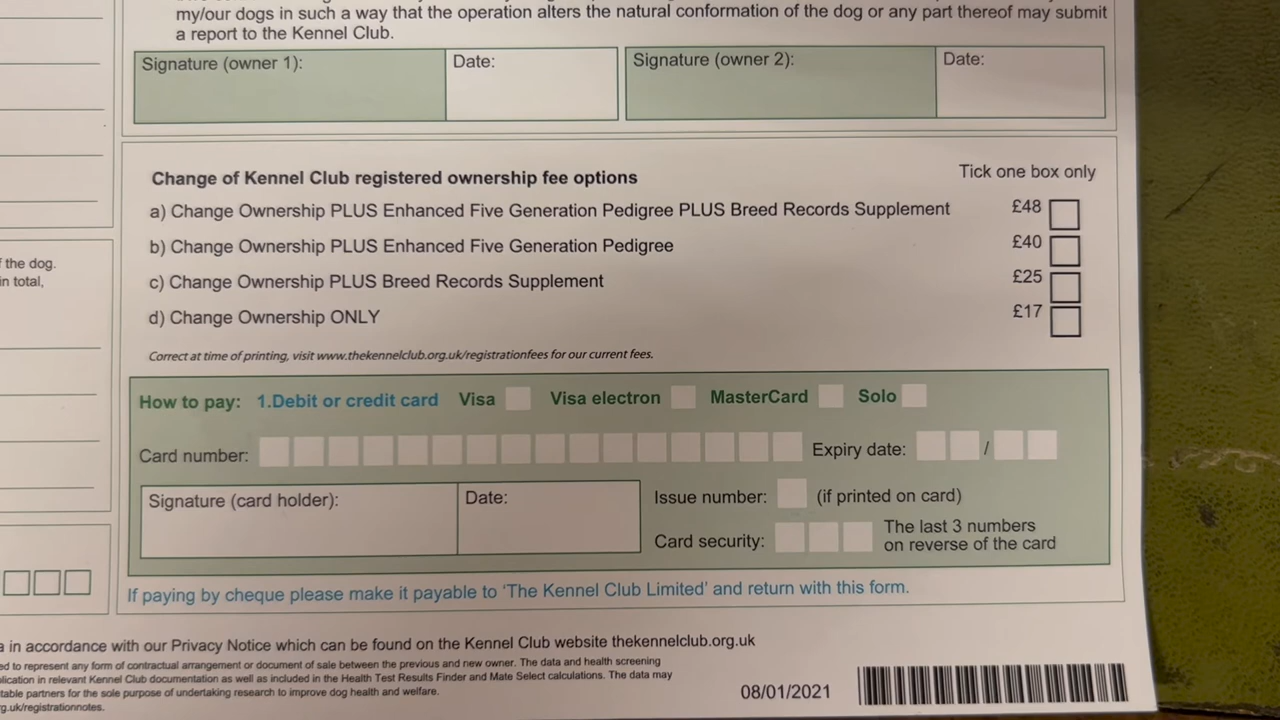 my/our dogs in such a way that the operation alters the natural conformation of the dog or any part thereof may submit
a report to the Kennel Club.
Signature (owner 1): Date: Signature (owner 2): Date:
Change of Kennel Club registered ownership fee options Tick one box only
a) Change Ownership PLUS Enhanced Five Generation Pedigree PLUS Breed Records Supplement £48
b) Change Ownership PLUS Enhanced Five Generation Pedigree £40
c) Change Ownership PLUS Breed Records Supplement £25
d) Change Ownership ONLY £17
Correct at time of printing, visit www.thekennelclub.org.uk/registrationfees for our current fees.
the dog.
in total,
How to pay: 1.Debit or credit card Visa Visa electron MasterCard Solo
Card number: Expiry date: /
Signature (card holder): Date: Issue number: (if printed on card)
Card security: The last 3 numbers
on reverse of the card
If paying by cheque please make it payable to ‘The Kennel Club Limited’ and return with this form.
in accordance with our Privacy Notice which can be found on the Kennel Club website thekennelclub.org.uk
to represent any form of contractual arrangement or document of sale between the previous and new owner. The data and health screening
in relevant Kennel Club documentation as well as included in the Health Test Results Finder and Mate Select calculations. The data may
partners for the sole purpose of undertaking research to improve dog health and welfare.
g.uk/registrationnotes.
08/01/2021